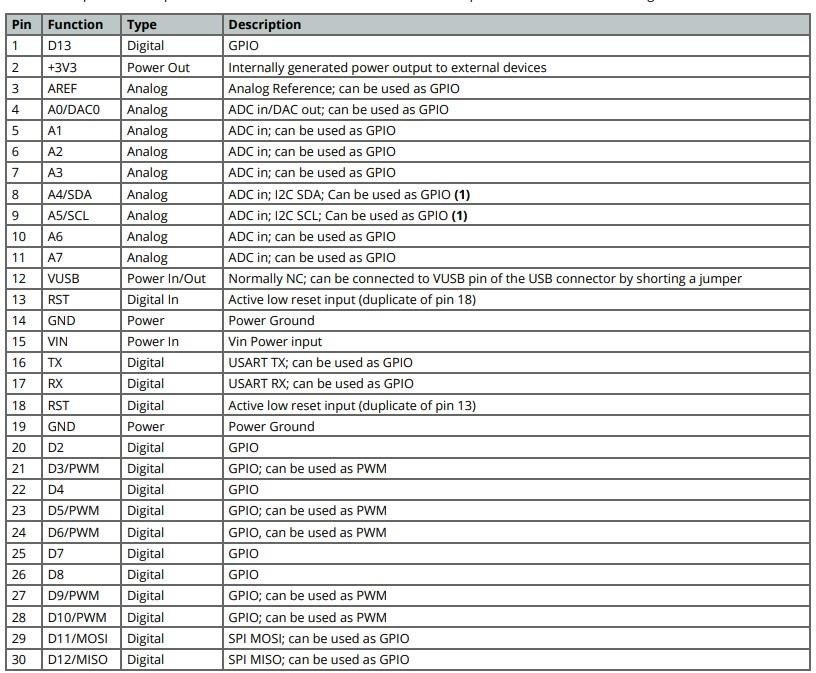 Pin Function Type Description
1 D13 Digital GPIO
2 +3V3 Power Out Internally generated power output to external devices
3 AREF Analog Analog Reference; can be used as GPIO
4 A0/DAC0 Analog ADC in/DAC out; can be used as GPIO
5 A1 Analog ADC in; can be used as GPIO
6 A2 Analog ADC in; can be used as GPIO
7 A3 Analog ADC in; can be used as GPIO
8 A4/SDA Analog ADC in; I2C SDA; Can be used as GPIO (1)
9 A5/SCL Analog ADC in; I2C SCL; Can be used as GPIO (1)
10 A6 Analog ADC in; can be used as GPIO
11 A7 Analog ADC in; can be used as GPIO
12 VUSB Power In/Out Normally NC; can be connected to VUSB pin of the USB connector by shorting a jumper
13 RST Digital In Active low reset input (duplicate of pin 18)
14 GND Power Power Ground
15 VIN Power In Vin Power input
16 TX Digital USART TX; can be used as GPIO
17 RX Digital USART RX; can be used as GPIO
18 RST Digital Active low reset input (duplicate of pin 13)
19 GND Power Power Ground
20 D2 Digital GPIO
21 D3/PWM Digital GPIO; can be used as PWM
22 D4 Digital GPIO
23 D5/PWM Digital GPIO; can be used as PWM
24 D6/PWM Digital GPIO, can be used as PWM
25 D7 Digital GPIO
26 D8 Digital GPIO
27 D9/PWM Digital GPIO; can be used as PWM
28 D10/PWM Digital GPIO; can be used as PWM
29 D11/MOSI Digital SPI MOSI; can be used as GPIO
30 D12/MISO Digital SPI MISO; can be used as GPIO